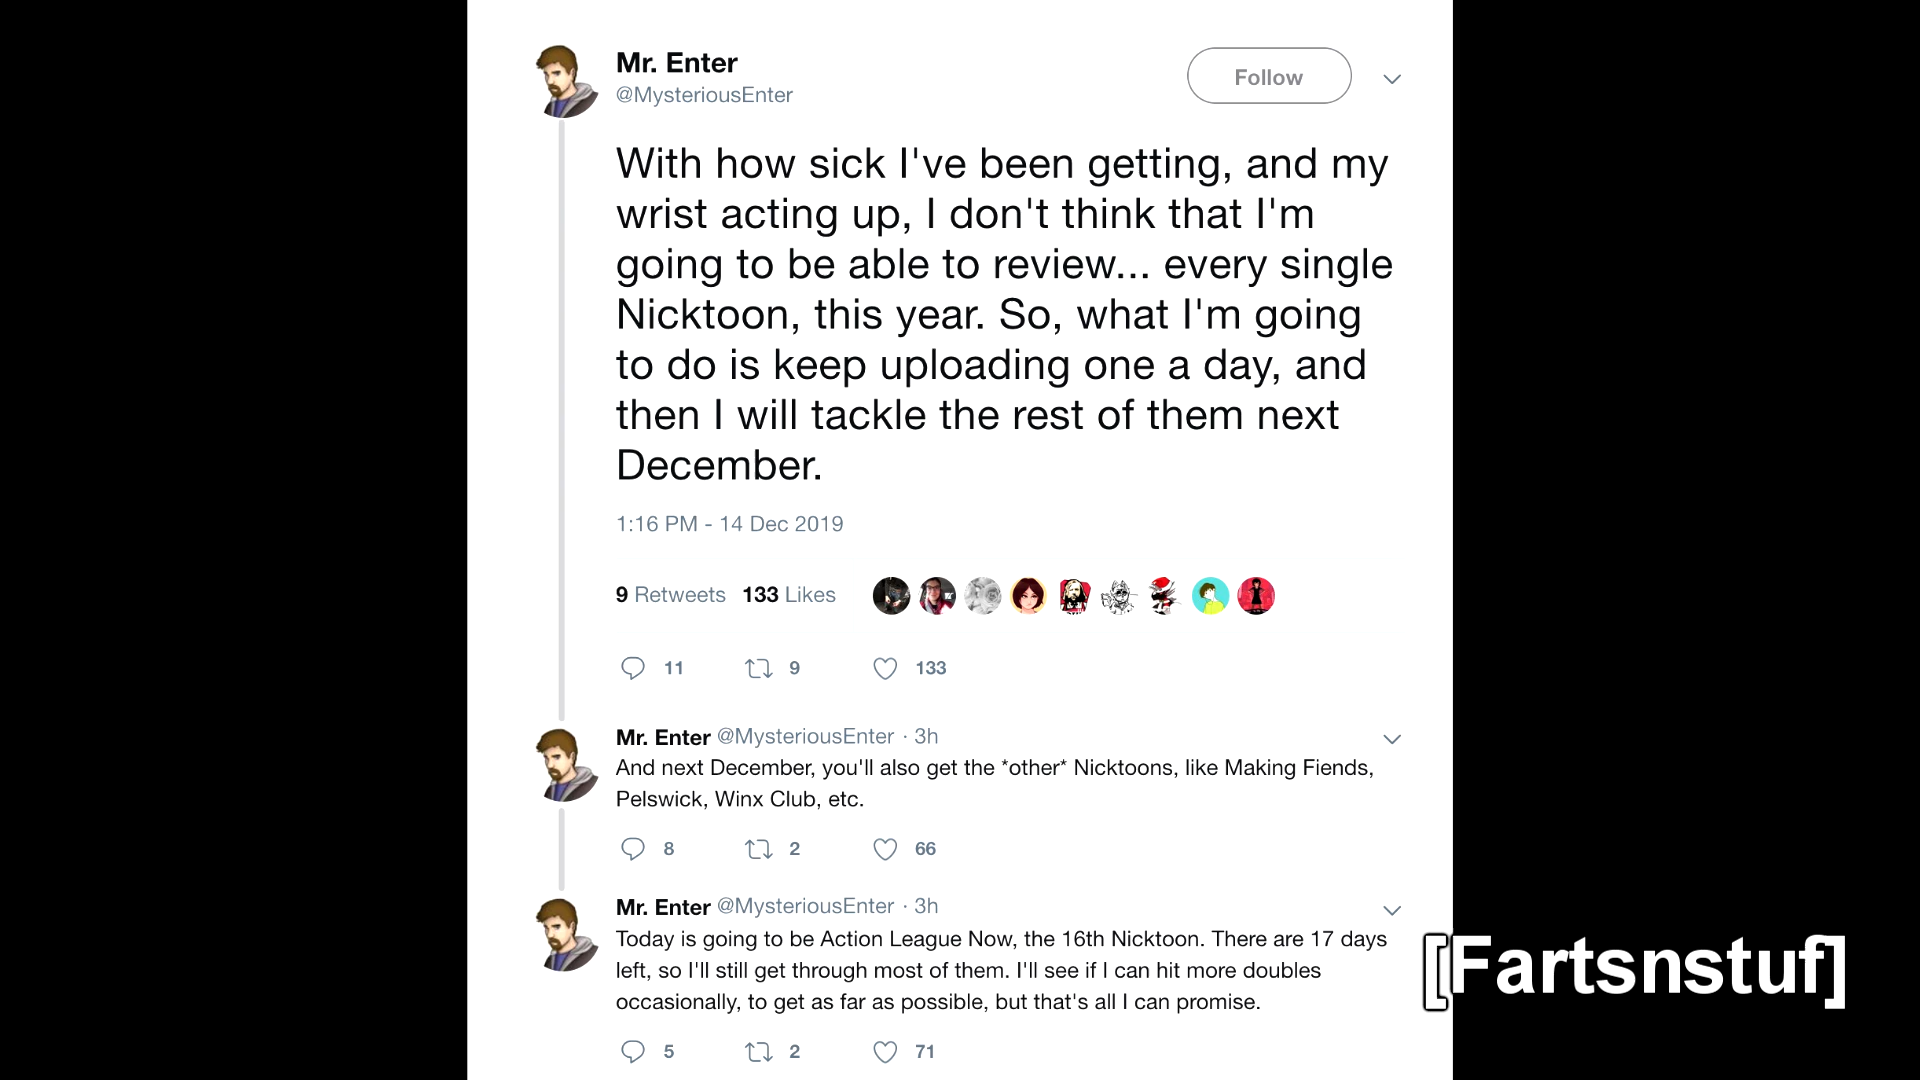 Mr. Enter
@MysteriousEnter
Follow
With how sick I've been getting, and my
wrist acting up, I don't think that I'm
going to be able to review... every single
Nicktoon, this year. So, what I'm going
to do is keep uploading one a day, and
then I will tackle the rest of them next
December.
1:16 PM - 14 Dec 2019
9 Retweets 133 Likes
11 9 133
Mr. Enter @MysteriousEnter · 3h
And next December, you'll also get the *other* Nicktoons, like Making Fiends,
Pelswick, Winx Club, etc.
8 2 66
Mr. Enter @MysteriousEnter · 3h
Today is going to be Action League Now, the 16th Nicktoon. There are 17 days
left, so I'll still get through most of them. I'll see if I can hit more doubles
occasionally, to get as far as possible, but that's all I can promise.
5 2 71
[Fartsnstuf]